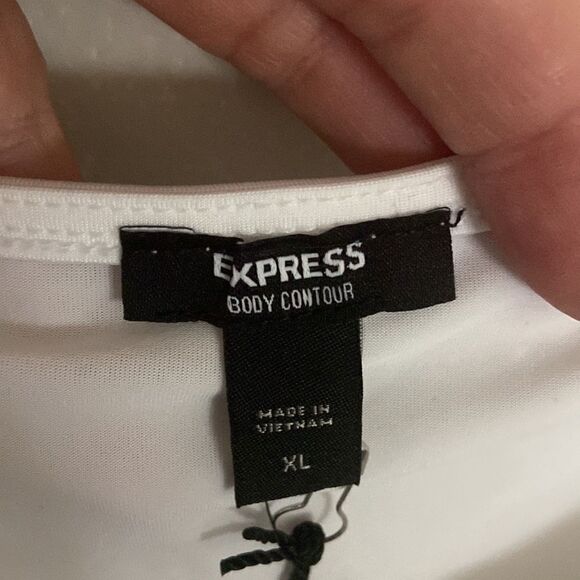 EXPRESS
BODY CONTOUR
MADE IN
VIETNAM
XL